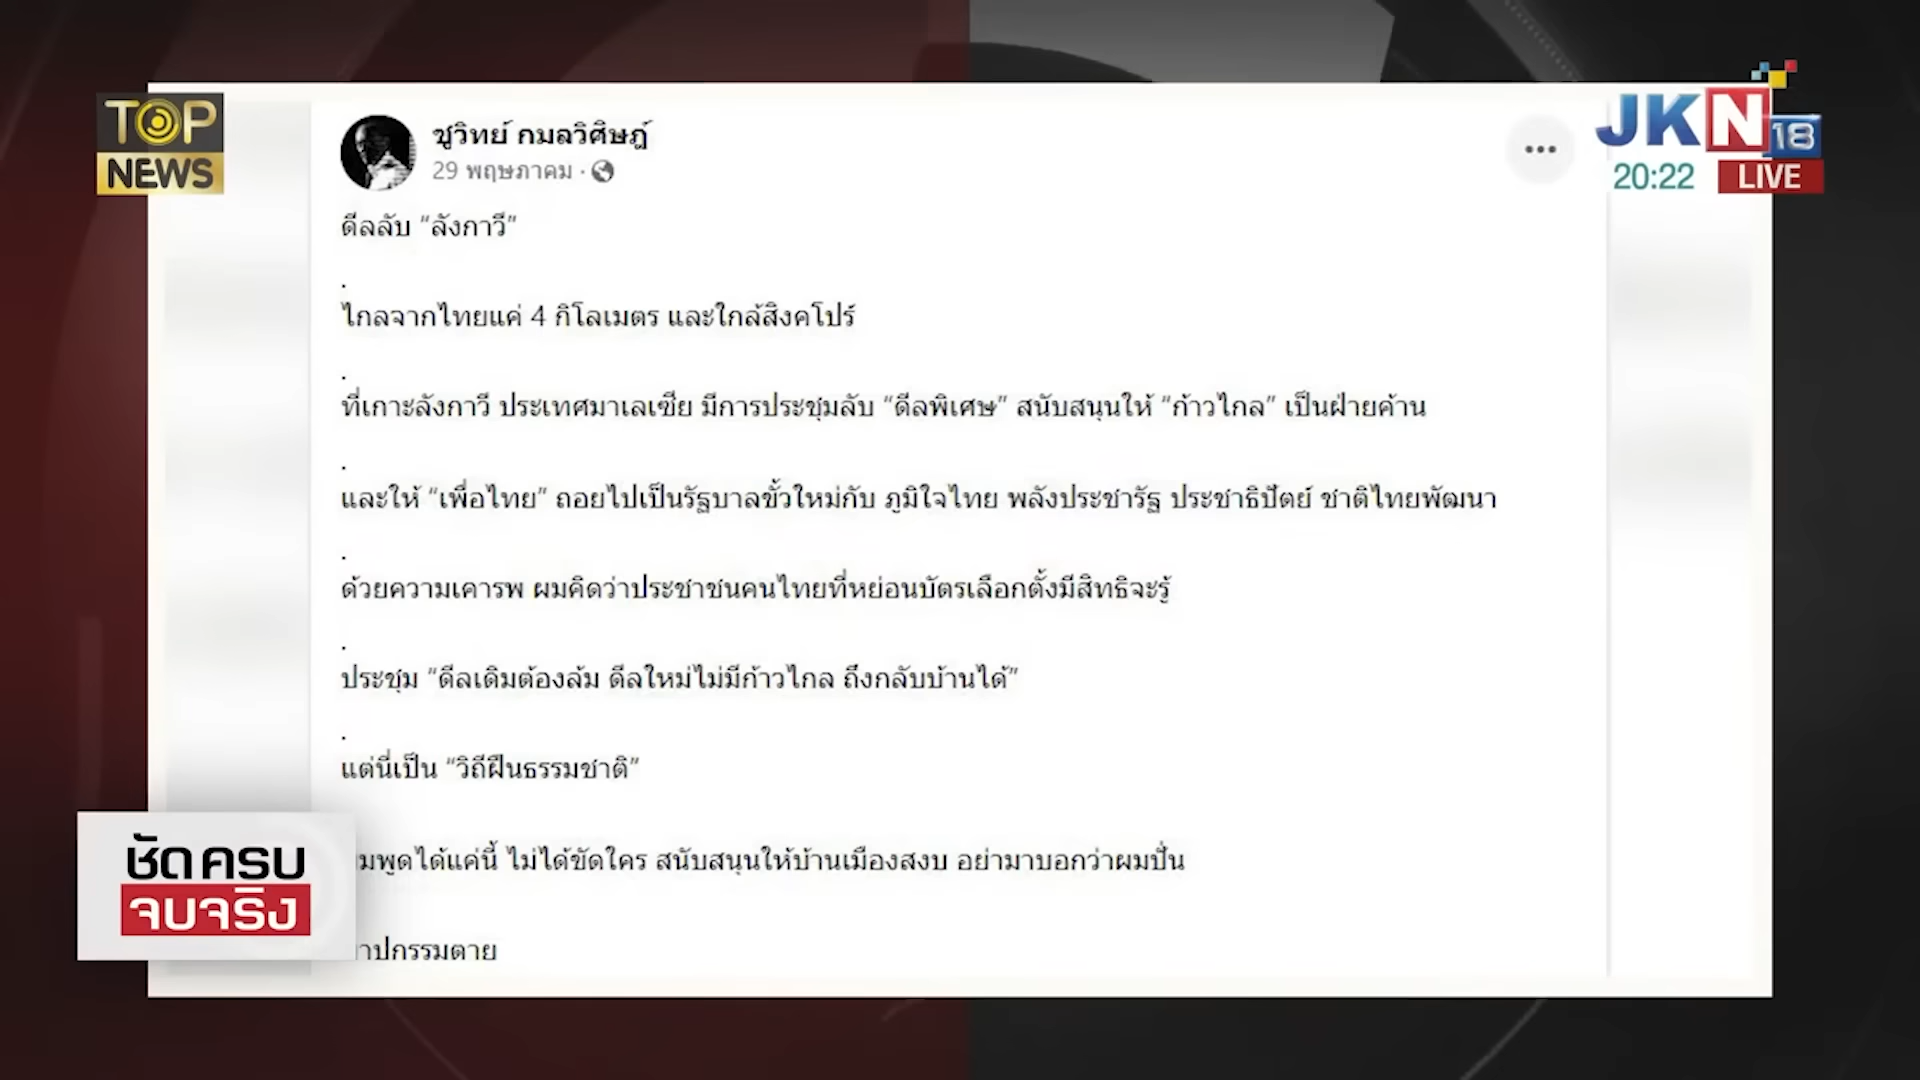 TOP
NEWS
JKN18
20:22
LIVE
ชูวิทย์ กมลวิศิษฎ์
29 พฤษภาคม
ดีลลับ “ลังกาวี”
.
ไกลจากไทยแค่ 4 กิโลเมตร และใกล้สิงคโปร์
.
ที่เกาะลังกาวี ประเทศมาเลเซีย มีการประชุมลับ “ดีลพิเศษ” สนับสนุนให้ “ก้าวไกล” เป็นฝ่ายค้าน
.
และให้ “เพื่อไทย” ถอยไปเป็นรัฐบาลขั้วใหม่กับ ภูมิใจไทย พลังประชารัฐ ประชาธิปัตย์ ชาติไทยพัฒนา
.
ด้วยความเคารพ ผมคิดว่าประชาชนคนไทยที่หย่อนบัตรเลือกตั้งมีสิทธิจะรู้
.
ประชุม “ดีลเดิมต้องล้ม ดีลใหม่ไม่มีก้าวไกล ถึงกลับบ้านได้”
.
แต่นี่เป็น “วิถีฝืนธรรมชาติ”
มพูดได้แค่นี้ ไม่ได้ขัดใคร สนับสนุนให้บ้านเมืองสงบ อย่ามาบอกว่าผมปั่น
าปกรรมตาย
ชัด ครบ
จบจริง